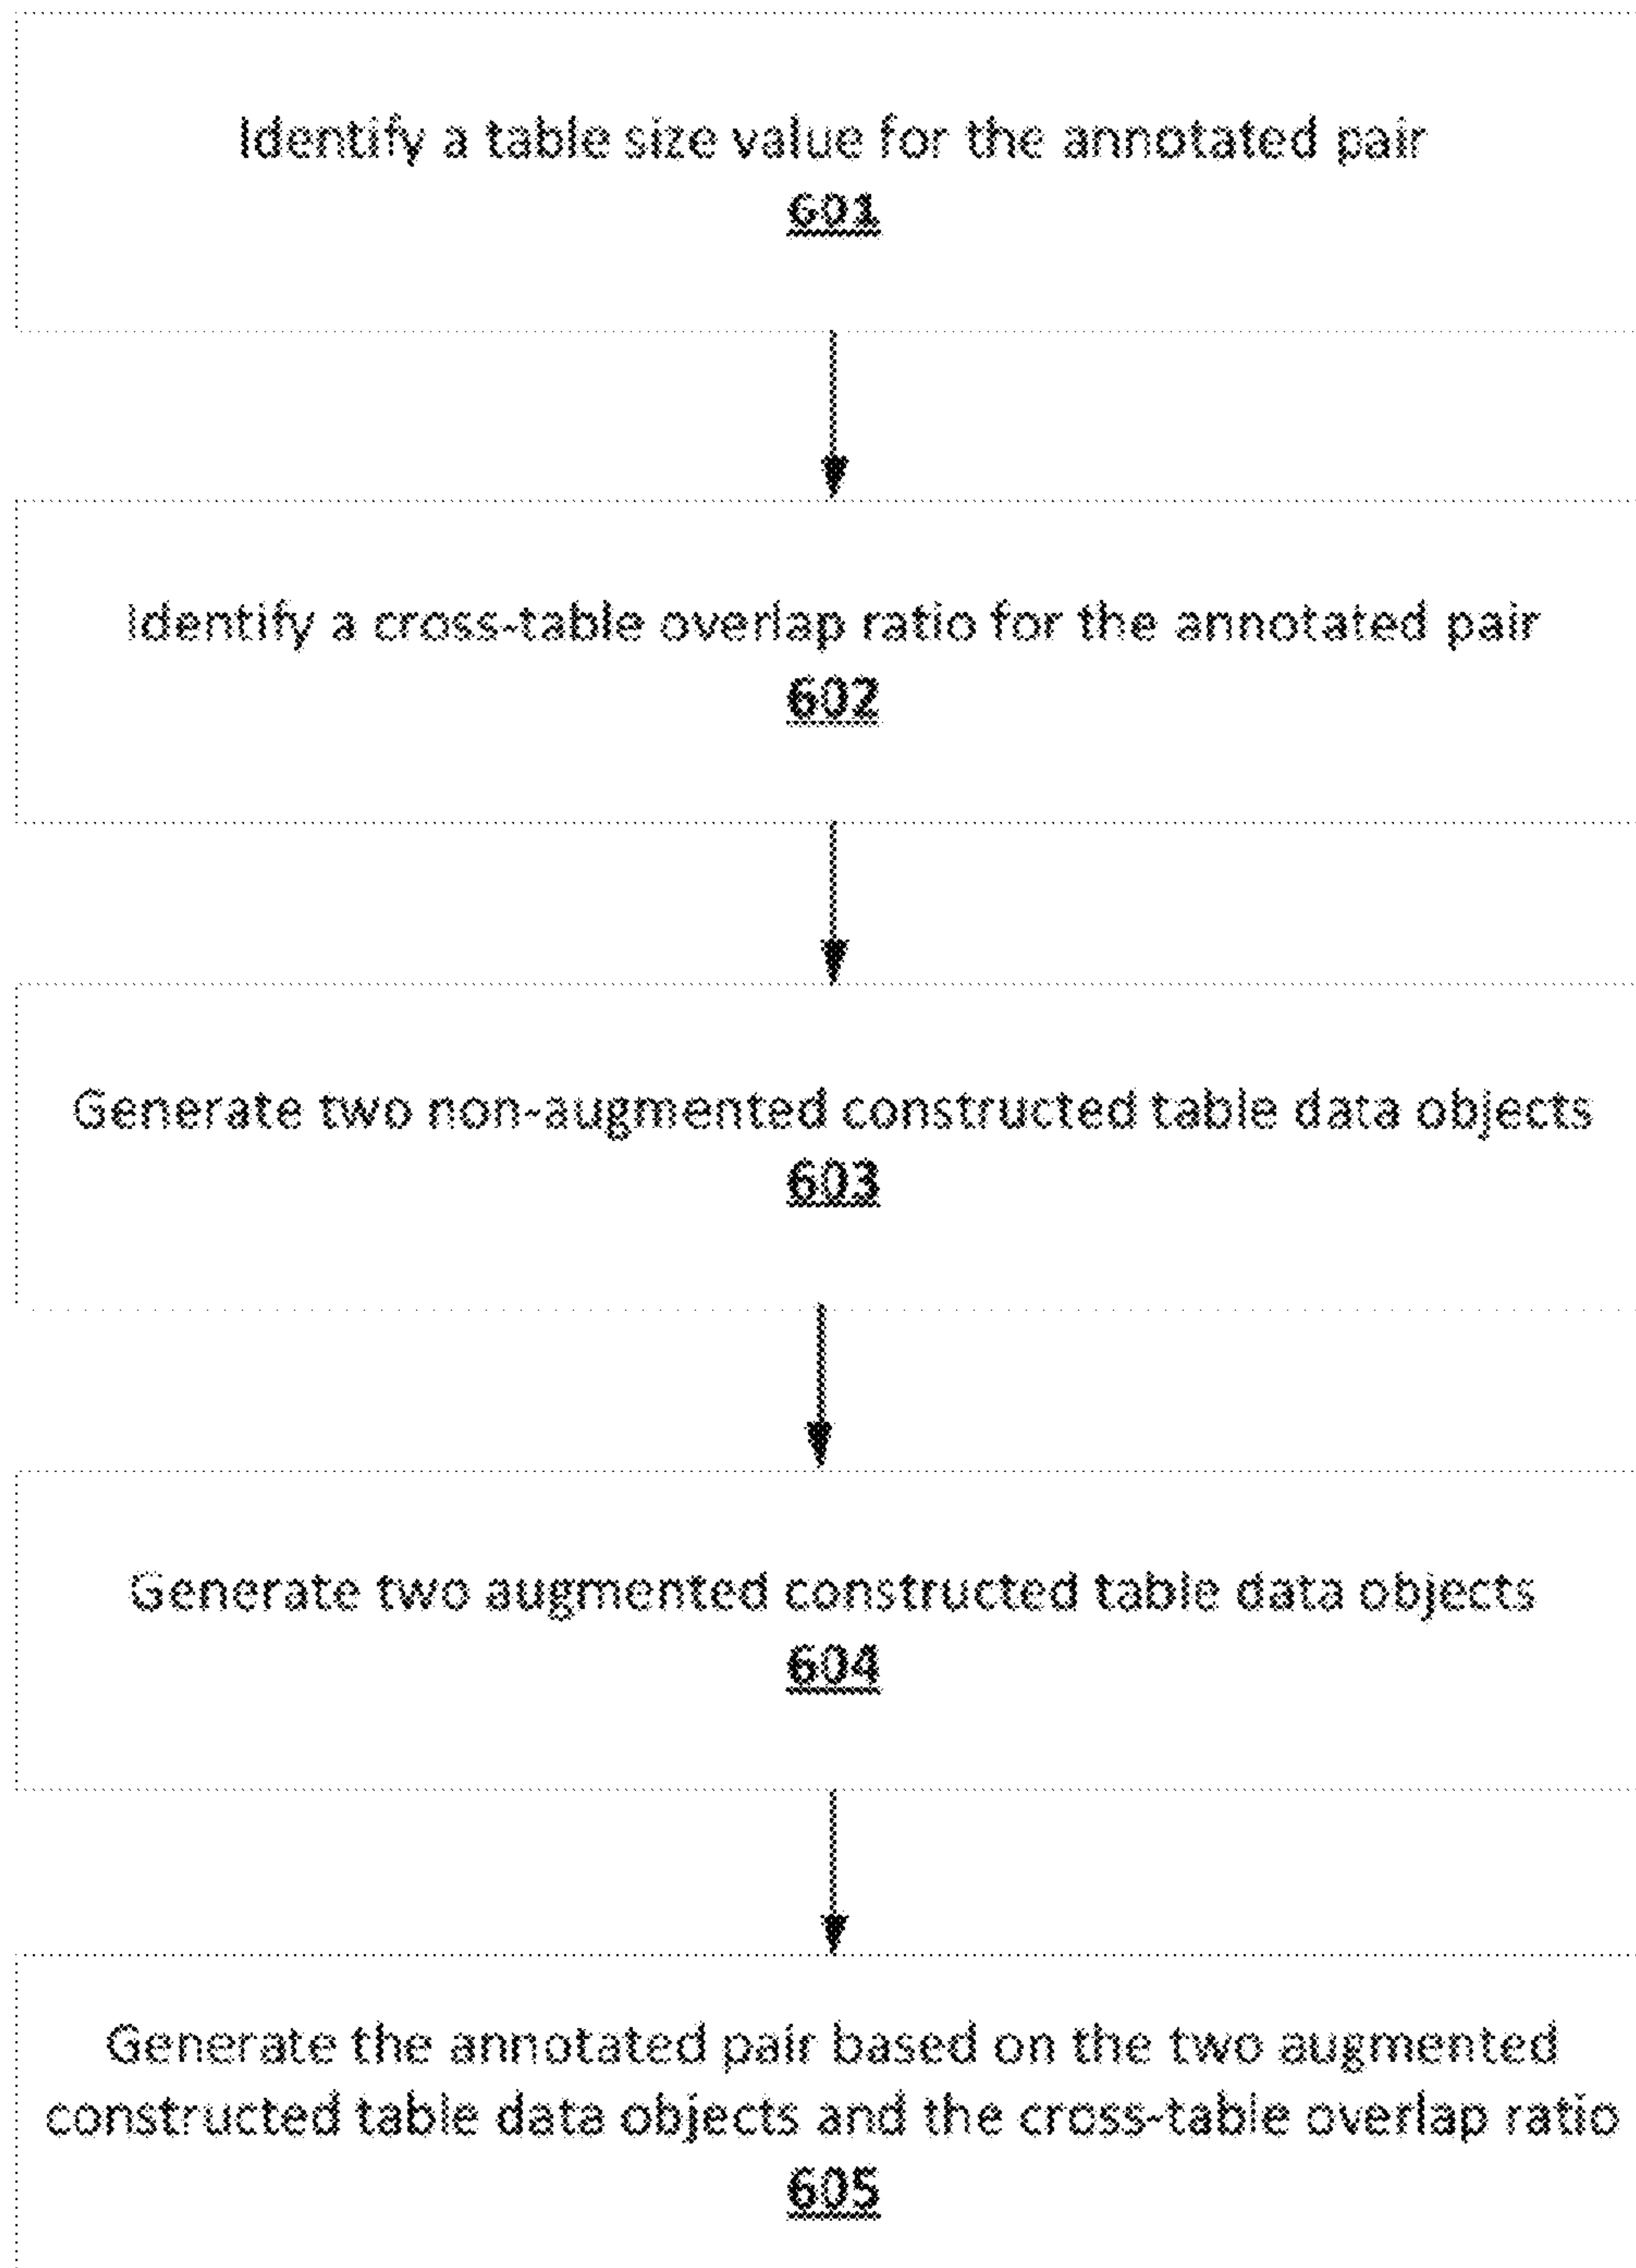 Identify a table size value for the annotated pair
601
Identify a cross-table overlap ratio for the annotated pair
602
Generate two non-augmented constructed table data objects
603
Generate two augmented constructed table data objects
604
Generate the annotated pair based on the two augmented
constructed table data objects and the cross-table overlap ratio
605